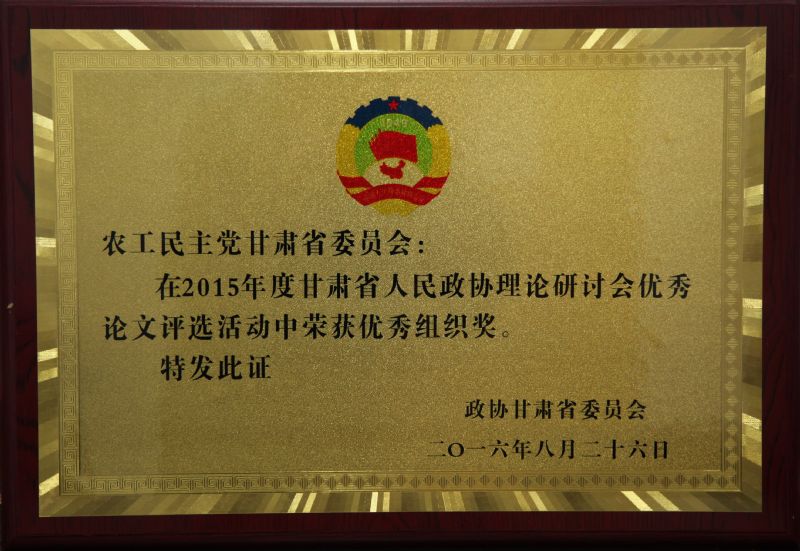 1949
农工民主党甘肃省委员会：
在2015年度甘肃省人民政协理论研讨会优秀
论文评选活动中荣获优秀组织奖。
特发此证
政协甘肃省委员会
二〇一六年八月二十六日